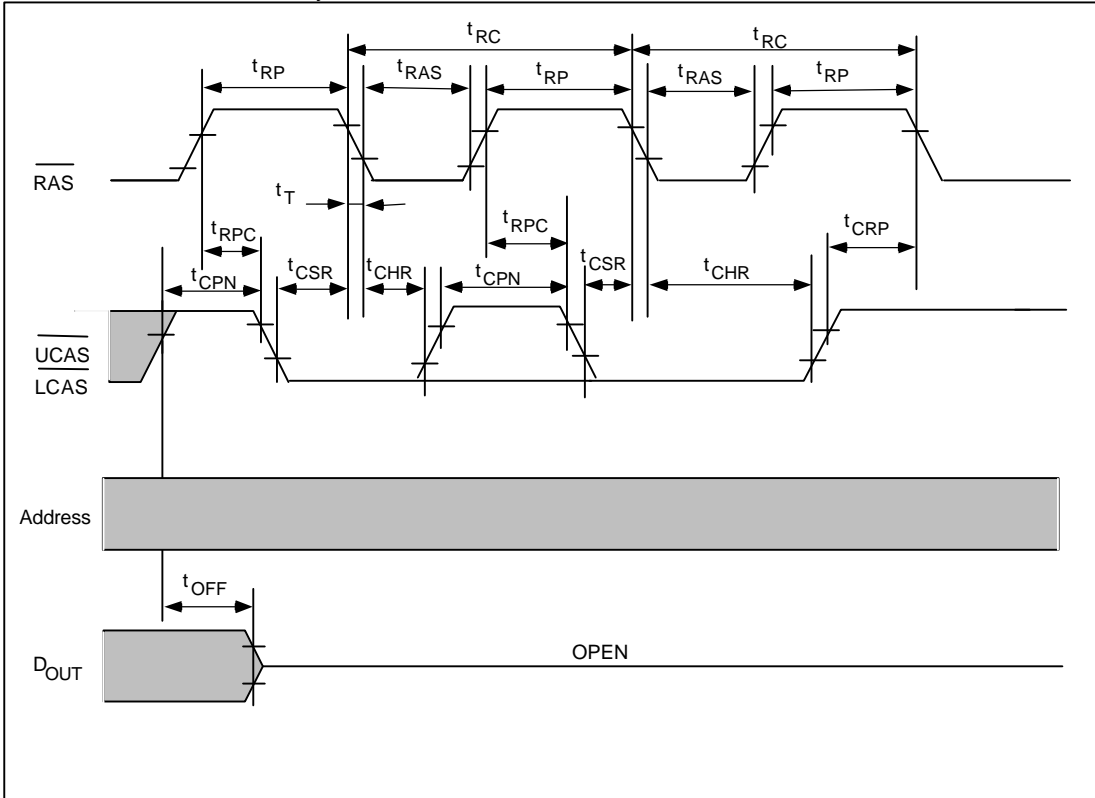 tRC
tRC
tRP
tRAS
tRP
tRAS
tRP
RAS
tT
tRPC
tRPC
tCRP
tCPN
tCSR
tCHR
tCPN
tCSR
tCHR
UCAS
LCAS
Address
tOFF
DOUT
OPEN